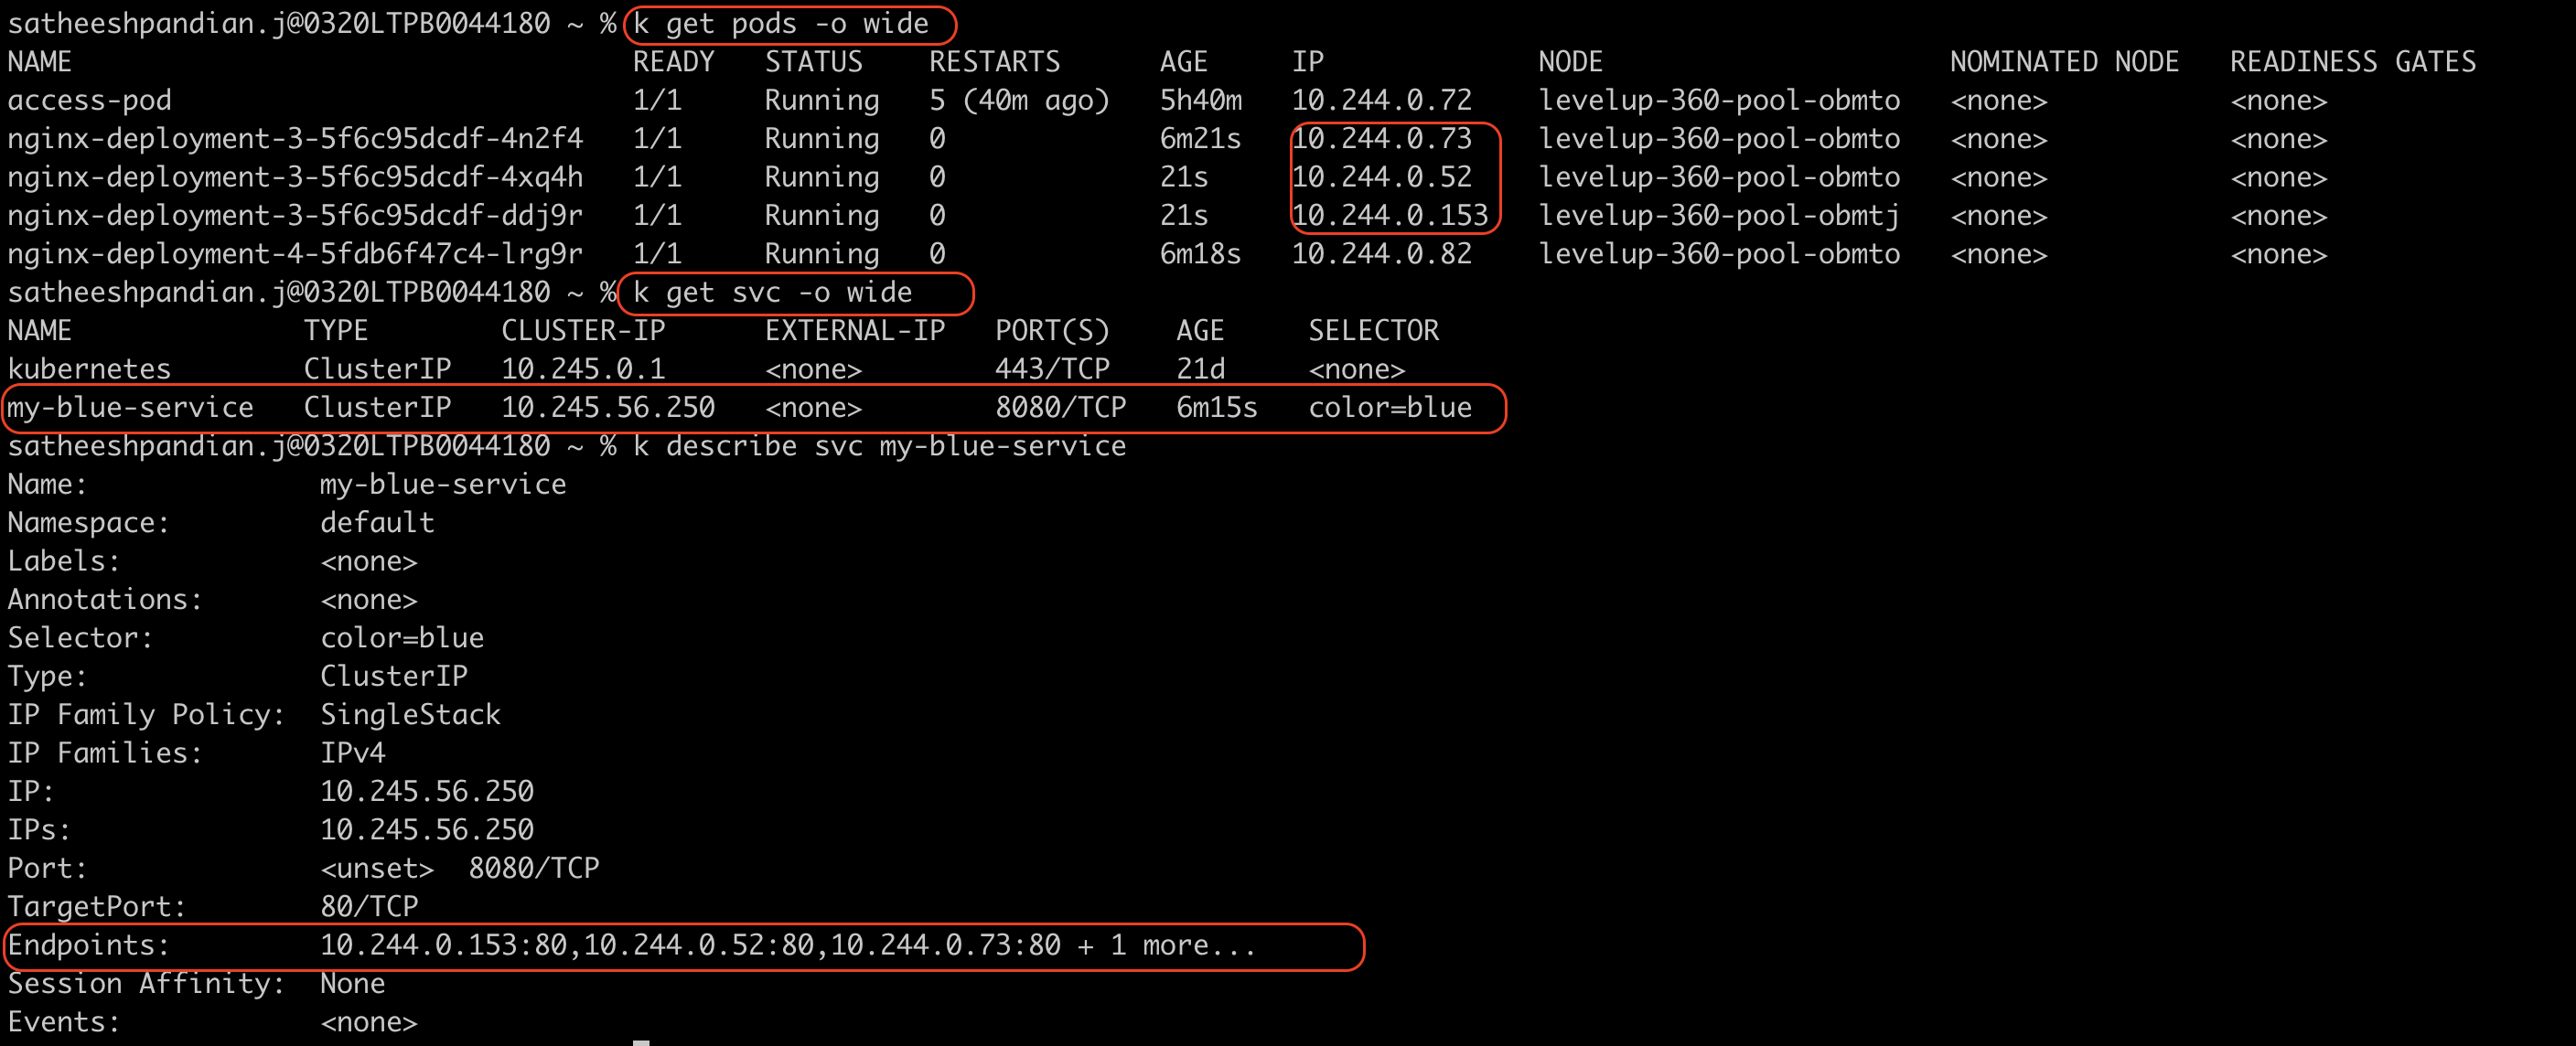 satheeshpandian.j@0320LTPB0044180 ~ % k get pods -o wide
NAME                                  READY   STATUS    RESTARTS      AGE     IP             NODE                     NOMINATED NODE   READINESS GATES
access-pod                            1/1     Running   5 (40m ago)   5h40m   10.244.0.72    levelup-360-pool-obmto   <none>           <none>
nginx-deployment-3-5f6c95dcdf-4n2f4   1/1     Running   0             6m21s   10.244.0.73    levelup-360-pool-obmto   <none>           <none>
nginx-deployment-3-5f6c95dcdf-4xq4h   1/1     Running   0             21s     10.244.0.52    levelup-360-pool-obmto   <none>           <none>
nginx-deployment-3-5f6c95dcdf-ddj9r   1/1     Running   0             21s     10.244.0.153   levelup-360-pool-obmtj   <none>           <none>
nginx-deployment-4-5fdb6f47c4-lrg9r   1/1     Running   0             6m18s   10.244.0.82    levelup-360-pool-obmto   <none>           <none>
satheeshpandian.j@0320LTPB0044180 ~ % k get svc -o wide
NAME              TYPE        CLUSTER-IP      EXTERNAL-IP   PORT(S)    AGE     SELECTOR
kubernetes        ClusterIP   10.245.0.1      <none>        443/TCP    21d     <none>
my-blue-service   ClusterIP   10.245.56.250   <none>        8080/TCP   6m15s   color=blue
satheeshpandian.j@0320LTPB0044180 ~ % k describe svc my-blue-service
Name:              my-blue-service
Namespace:         default
Labels:            <none>
Annotations:       <none>
Selector:          color=blue
Type:              ClusterIP
IP Family Policy:  SingleStack
IP Families:       IPv4
IP:                10.245.56.250
IPs:               10.245.56.250
Port:              <unset>  8080/TCP
TargetPort:        80/TCP
Endpoints:         10.244.0.153:80,10.244.0.52:80,10.244.0.73:80 + 1 more...
Session Affinity:  None
Events:            <none>